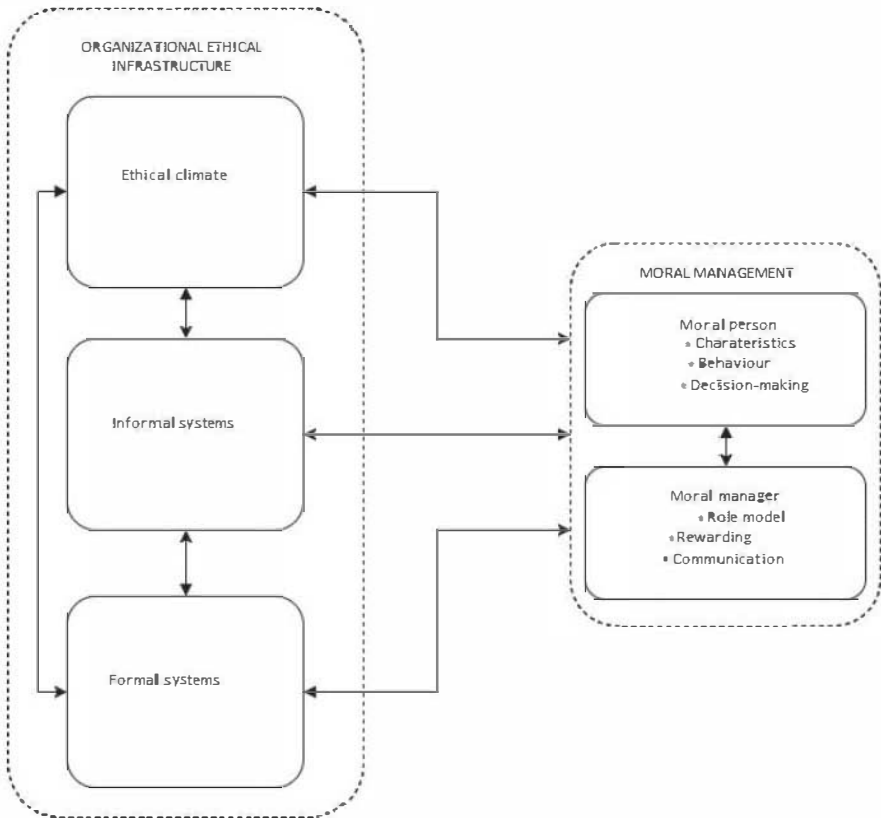 ORGANIZATIONAL ETHICAL
INFRASTRUCTURE
Ethical climate
Informal systems
Formal systems
MORAL MANAGEMENT
Moral person
• Charateristics
• Behaviour
• Decision-making
Moral manager
• Role model
• Rewarding
• Communication